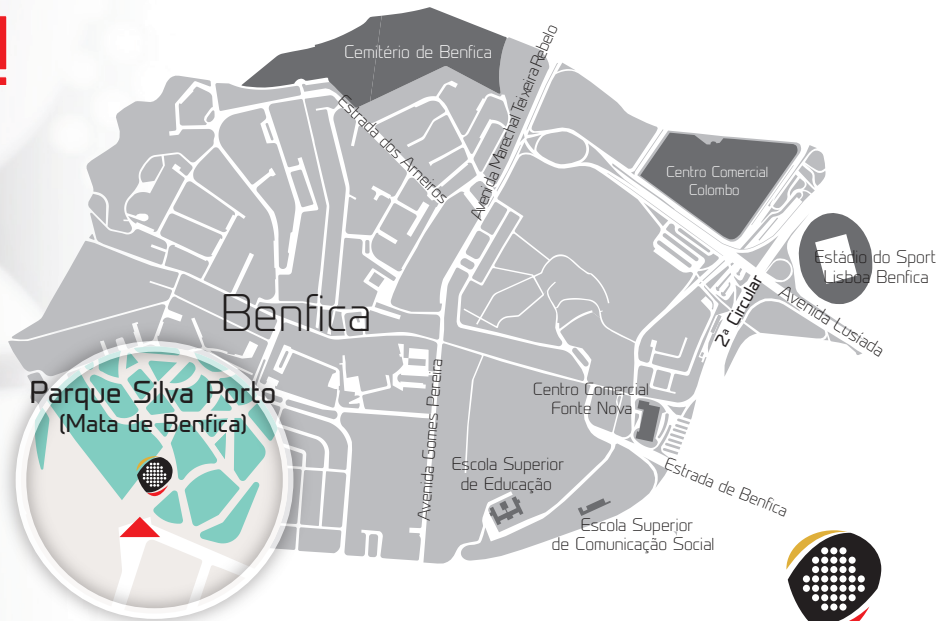 !
Cemitério de Benfica
Avenida Marechal Teixeira Rebelo
Estrada dos Arneiros
Centro Comercial
Colombo
Estádio do Sport
Lisboa Benfica
Avenida Lusíada
2ª Circular
Benfica
Parque Silva Porto
(Mata de Benfica)
Avenida Gomes Pereira
Centro Comercial
Fonte Nova
Escola Superior
de Educação
Estrada de Benfica
Escola Superior
de Comunicação Social